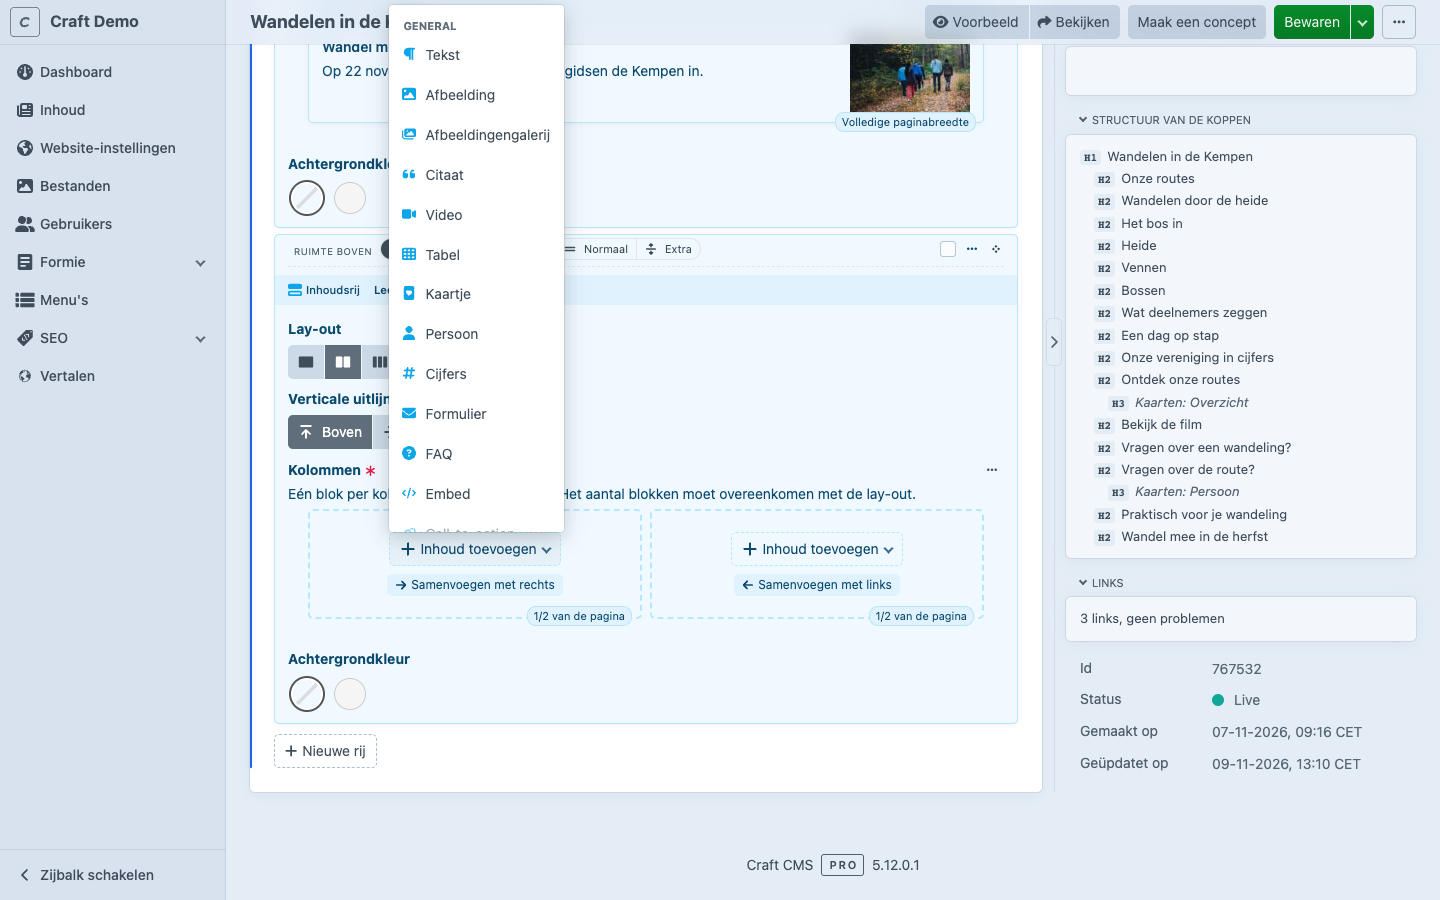 Craft Demo
Dashboard
Inhoud
Website-instellingen
Bestanden
Gebruikers
Formie
Menu's
SEO
Vertalen
Zijbalk schakelen
Wandelen in de
Voorbeeld
Bekijken
Maak een concept
Bewaren
Wandel m
Op 22 nov
gidsen de Kempen in.
Volledige paginabreedte
Achtergrondkle
RUIMTE BOVEN
Normaal
Extra
Inhoudsrij
Lee
Lay-out
Verticale uitlijn
Boven
Kolommen *
Eén blok per kol
Het aantal blokken moet overeenkomen met de lay-out.
GENERAL
Tekst
Afbeelding
Afbeeldingengalerij
Citaat
Video
Tabel
Kaartje
Persoon
Cijfers
Formulier
FAQ
Embed
Inhoud toevoegen
Samenvoegen met rechts
1/2 van de pagina
Inhoud toevoegen
Samenvoegen met links
1/2 van de pagina
Achtergrondkleur
Nieuwe rij
STRUCTUUR VAN DE KOPPEN
H1 Wandelen in de Kempen
H2 Onze routes
H2 Wandelen door de heide
H2 Het bos in
H2 Heide
H2 Vennen
H2 Bossen
H2 Wat deelnemers zeggen
H2 Een dag op stap
H2 Onze vereniging in cijfers
H2 Ontdek onze routes
H3 Kaarten: Overzicht
H2 Bekijk de film
H2 Vragen over een wandeling?
H2 Vragen over de route?
H3 Kaarten: Persoon
H2 Praktisch voor je wandeling
H2 Wandel mee in de herfst
LINKS
3 links, geen problemen
Id 767532
Status Live
Gemaakt op 07-11-2026, 09:16 CET
Geüpdatet op 09-11-2026, 13:10 CET
Craft CMS PRO 5.12.0.1